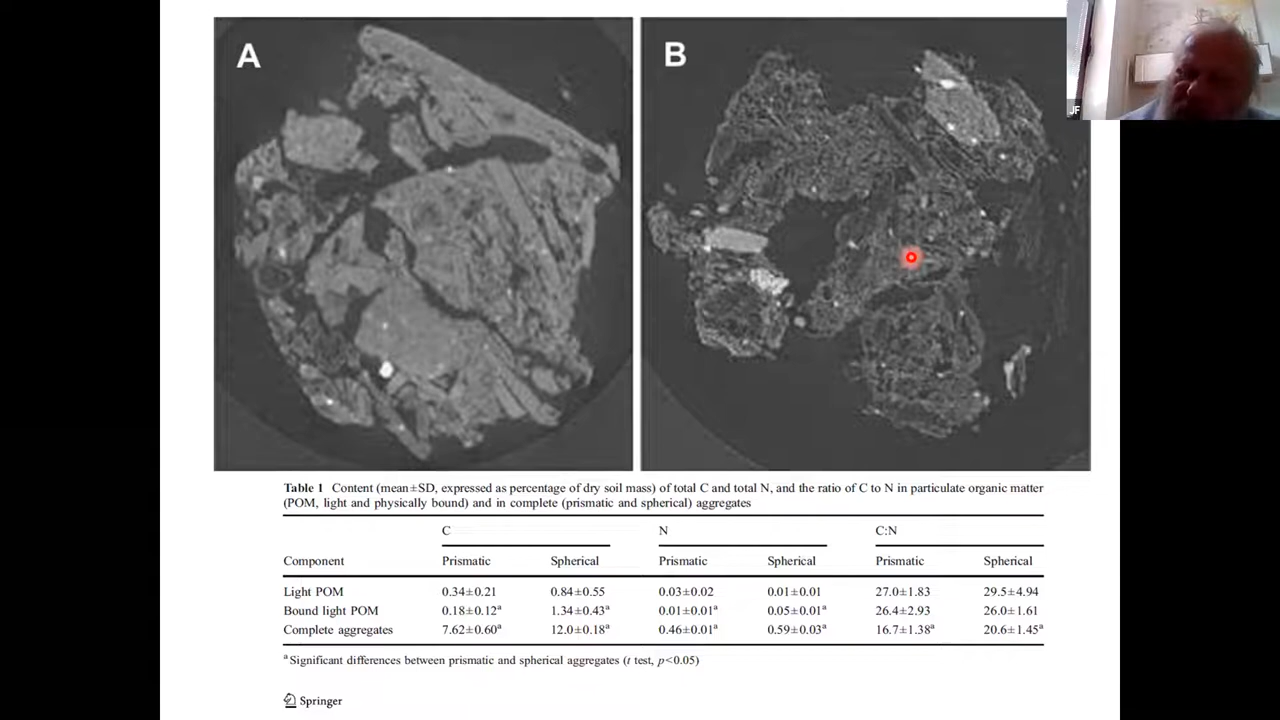 A
B
JF
Table 1 Content (mean±SD, expressed as percentage of dry soil mass) of total C and total N, and the ratio of C to N in particulate organic matter
(POM, light and physically bound) and in complete (prismatic and spherical) aggregates
C N C:N
Component Prismatic Spherical Prismatic Spherical Prismatic Spherical
Light POM 0.34±0.21 0.84±0.55 0.03±0.02 0.01±0.01 27.0±1.83 29.5±4.94
Bound light POM 0.18±0.12a 1.34±0.43a 0.01±0.01a 0.05±0.01a 26.4±2.93 26.0±1.61
Complete aggregates 7.62±0.60a 12.0±0.18a 0.46±0.01a 0.59±0.03a 16.7±1.38a 20.6±1.45a
a Significant differences between prismatic and spherical aggregates (t test, p<0.05)
Springer